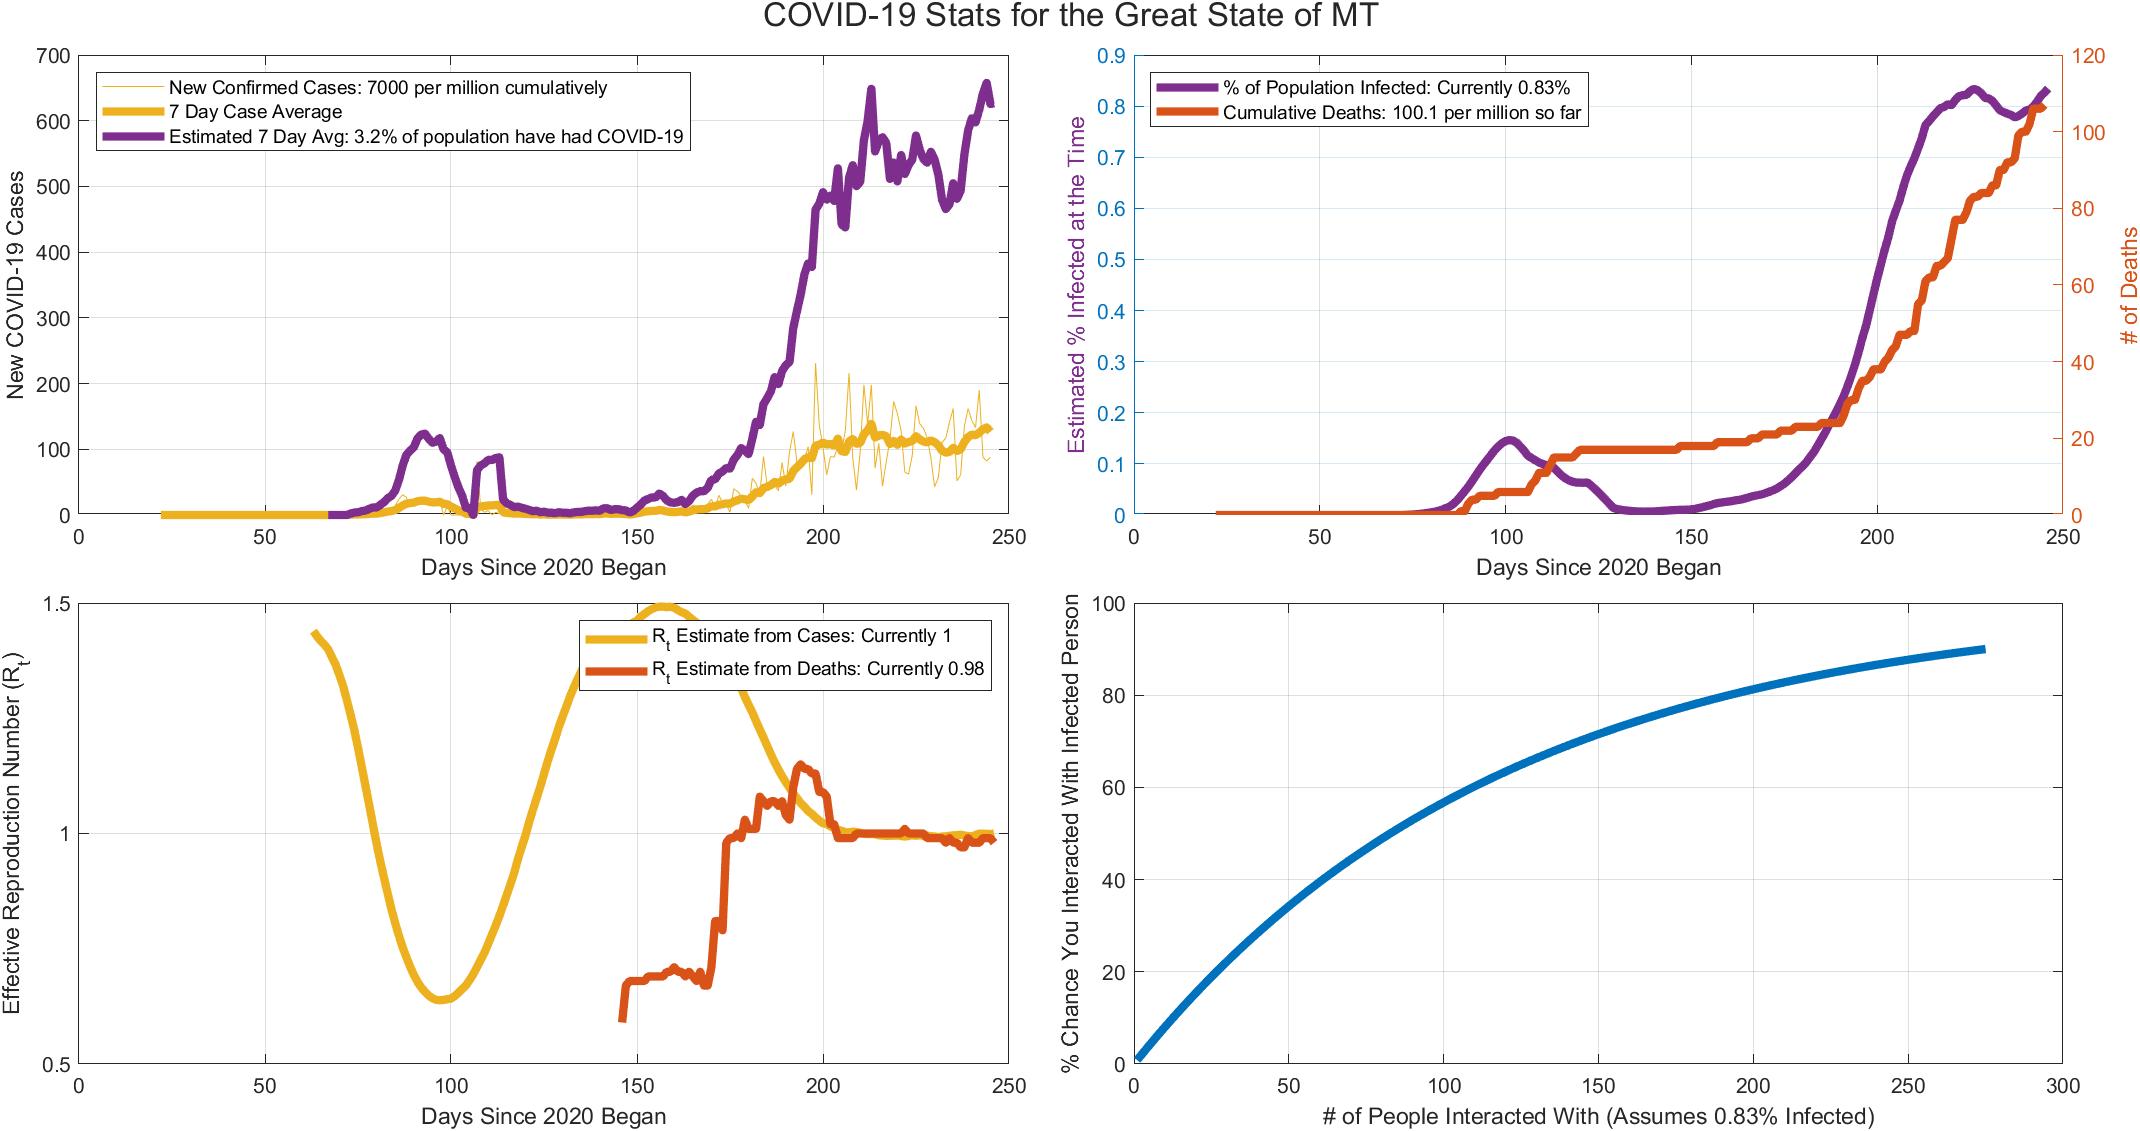 COVID-19 Stats for the Great State of MT
700
600
500
400
300
200
100
0
New COVID-19 Cases
New Confirmed Cases: 7000 per million cumulatively
7 Day Case Average
Estimated 7 Day Avg: 3.2% of population have had COVID-19
0 50 100 150 200 250
Days Since 2020 Began
0.9
0.8
0.7
0.6
0.5
0.4
0.3
0.2
0.1
0
Estimated % Infected at the Time
% of Population Infected: Currently 0.83%
Cumulative Deaths: 100.1 per million so far
120
100
80
60
40
20
0
# of Deaths
0 50 100 150 200 250
Days Since 2020 Began
1.5
1
0.5
Effective Reproduction Number (Rt)
Rt Estimate from Cases: Currently 1
Rt Estimate from Deaths: Currently 0.98
0 50 100 150 200 250
Days Since 2020 Began
100
80
60
40
20
0
% Chance You Interacted With Infected Person
0 50 100 150 200 250 300
# of People Interacted With (Assumes 0.83% Infected)